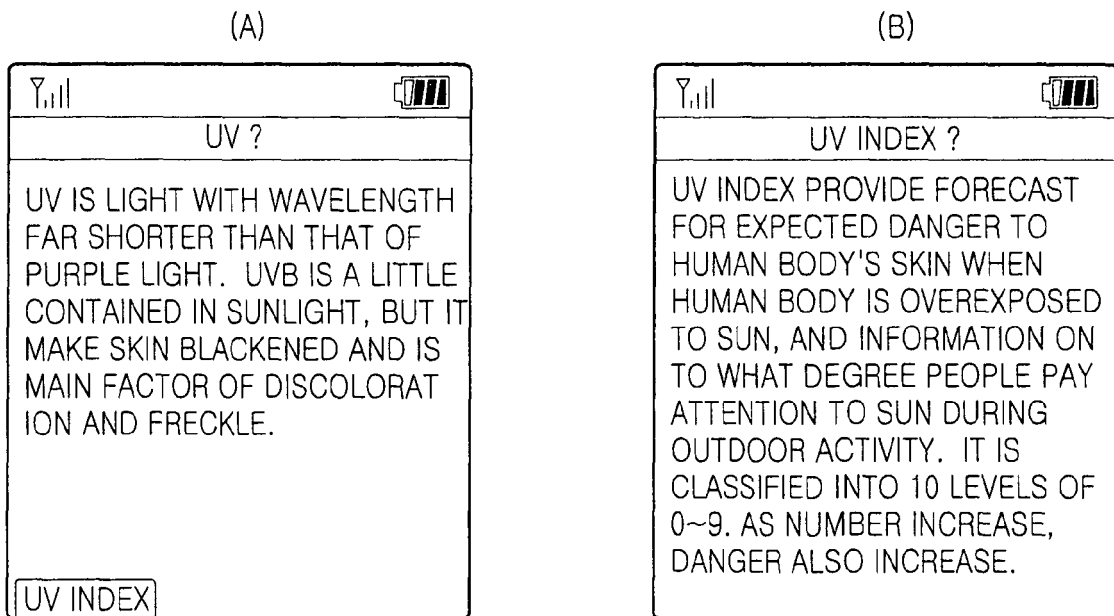 (A)
UV ?
UV IS LIGHT WITH WAVELENGTH
FAR SHORTER THAN THAT OF
PURPLE LIGHT. UVB IS A LITTLE
CONTAINED IN SUNLIGHT, BUT IT
MAKE SKIN BLACKENED AND IS
MAIN FACTOR OF DISCOLORAT
ION AND FRECKLE.
UV INDEX
(B)
UV INDEX ?
UV INDEX PROVIDE FORECAST
FOR EXPECTED DANGER TO
HUMAN BODY'S SKIN WHEN
HUMAN BODY IS OVEREXPOSED
TO SUN, AND INFORMATION ON
TO WHAT DEGREE PEOPLE PAY
ATTENTION TO SUN DURING
OUTDOOR ACTIVITY. IT IS
CLASSIFIED INTO 10 LEVELS OF
0~9. AS NUMBER INCREASE,
DANGER ALSO INCREASE.